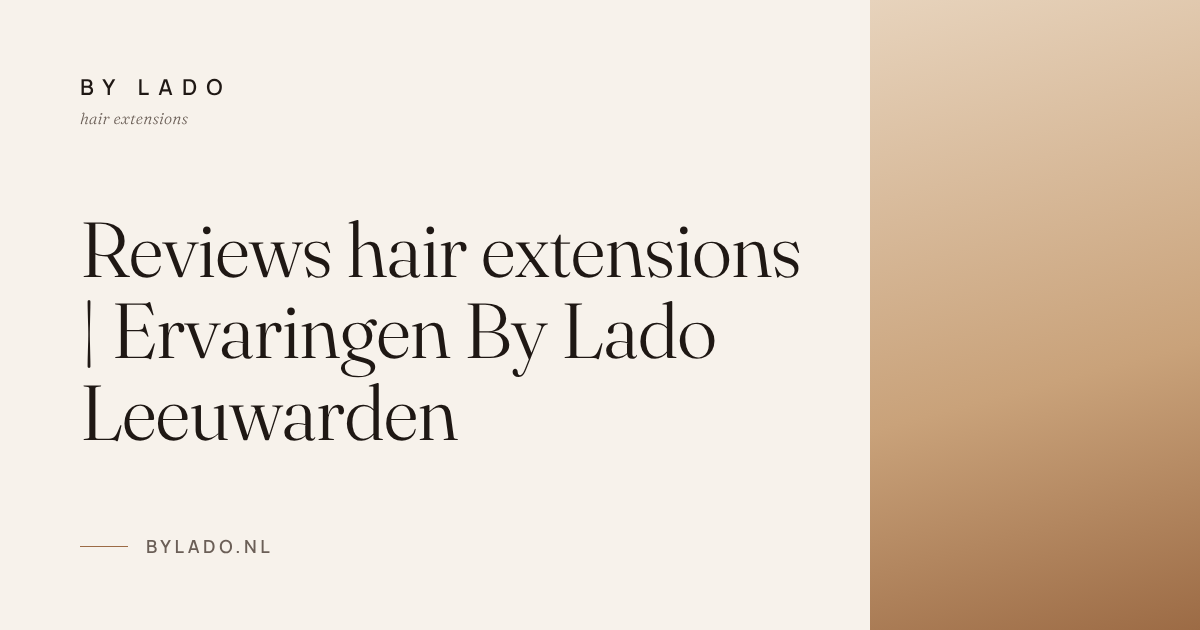 BY LADO
hair extensions
Reviews hair extensions
| Ervaringen By Lado
Leeuwarden
BYLADO.NL